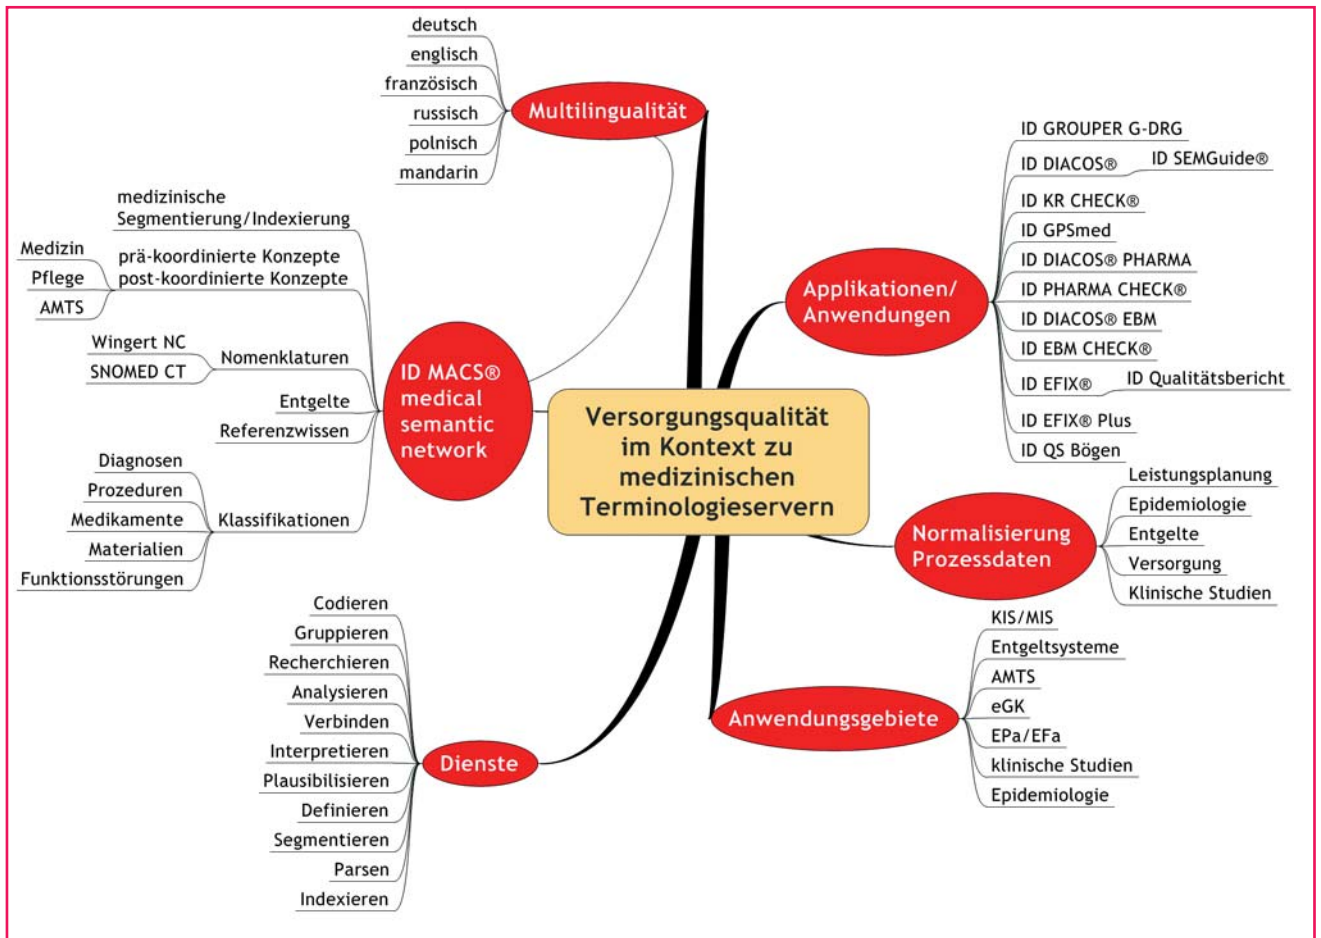 deutsch
englisch
französisch
russisch
polnisch
mandarin
Multilingualität
medizinische
Segmentierung/Indexierung
Medizin
Pflege
AMTS
prä-koordinierte Konzepte
post-koordinierte Konzepte
Wingert NC
SNOMED CT
Nomenklaturen
Entgelte
Referenzwissen
Diagnosen
Prozeduren
Medikamente
Materialien
Funktionsstörungen
Klassifikationen
ID MACS®
medical
semantic
network
Versorgungsqualität
im Kontext zu
medizinischen
Terminologieservern
Codieren
Gruppieren
Recherchieren
Analysieren
Verbinden
Interpretieren
Plausibilisieren
Definieren
Segmentieren
Parsen
Indexieren
Dienste
Applikationen/
Anwendungen
ID GROUPER G-DRG
ID DIACOS®
ID SEMGuide®
ID KR CHECK®
ID GPSmed
ID DIACOS® PHARMA
ID PHARMA CHECK®
ID DIACOS® EBM
ID EBM CHECK®
ID EFIX®
ID Qualitätsbericht
ID EFIX® Plus
ID QS Bögen
Normalisierung
Prozessdaten
Leistungsplanung
Epidemiologie
Entgelte
Versorgung
Klinische Studien
Anwendungsgebiete
KIS/MIS
Entgeltsysteme
AMTS
eGK
EPa/EFa
klinische Studien
Epidemiologie